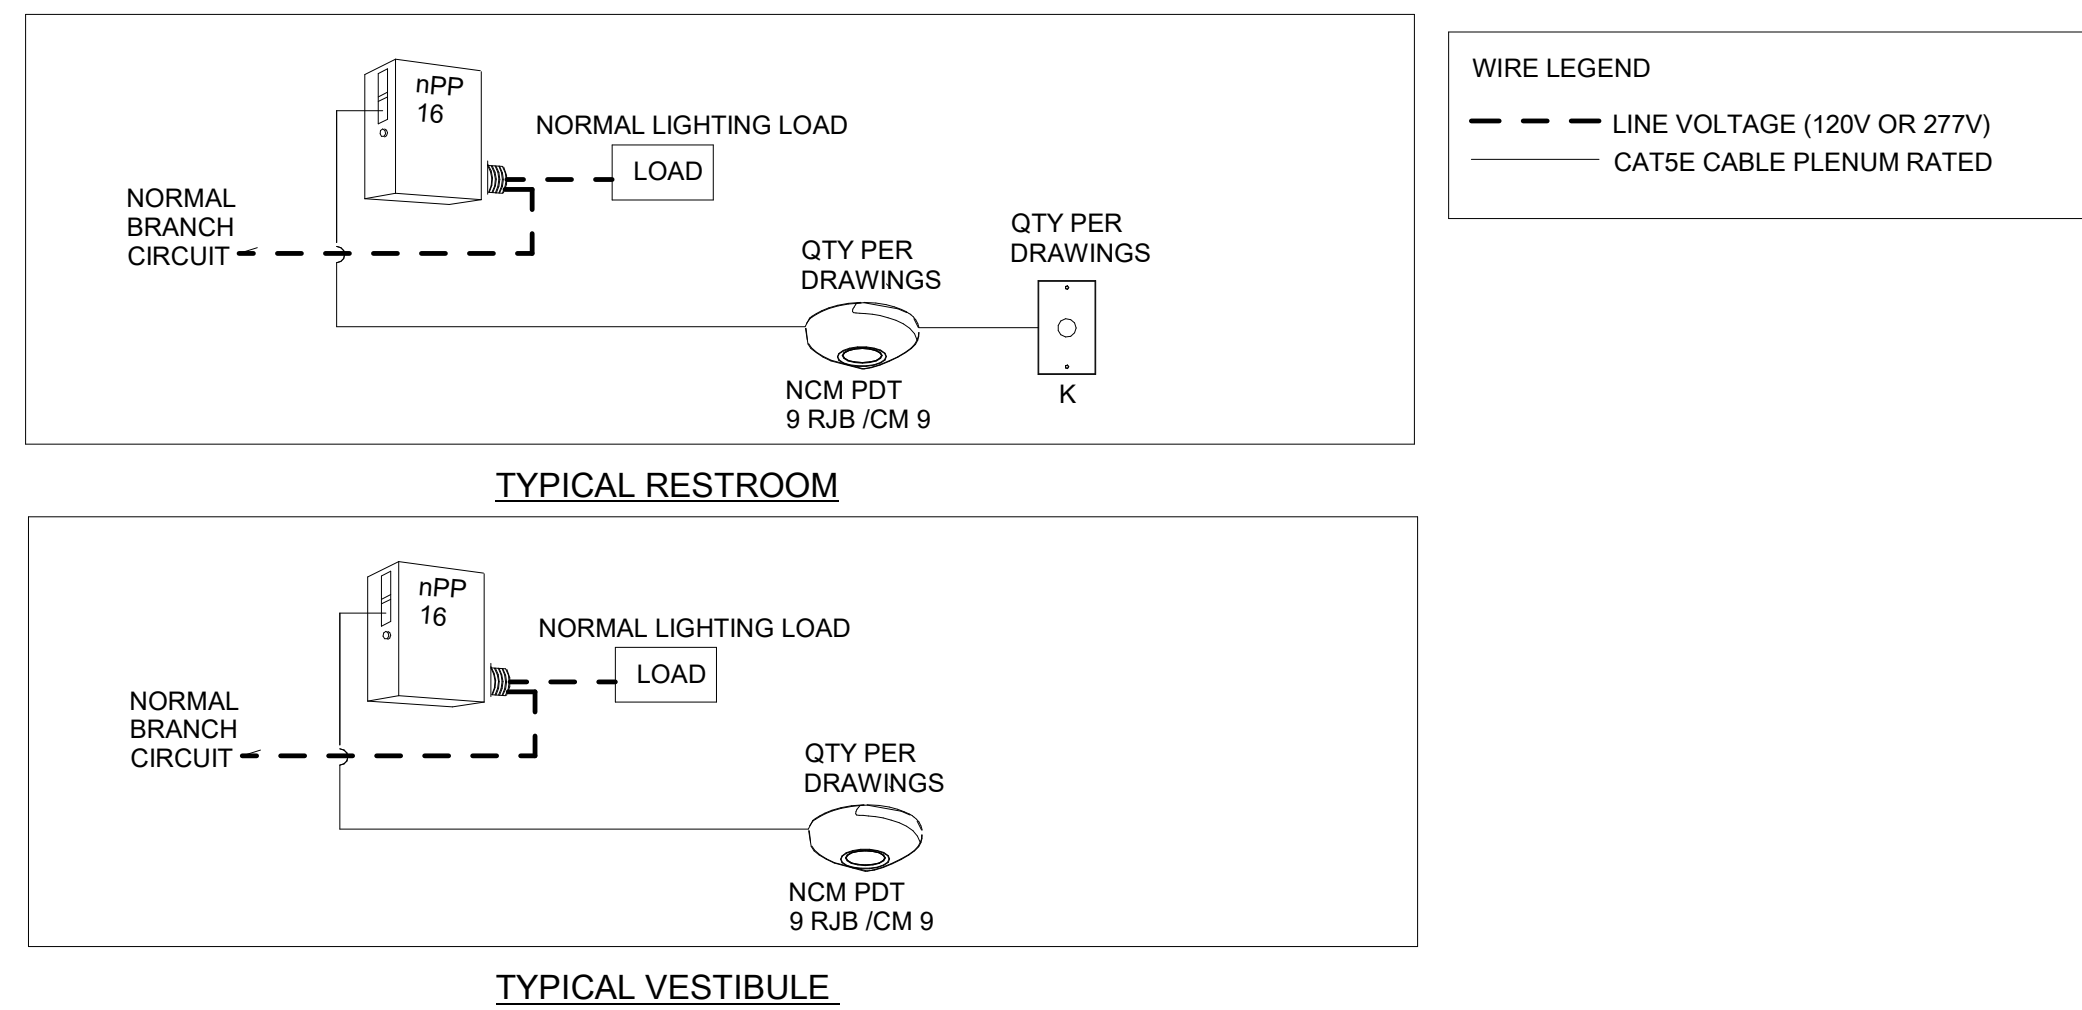 nPP
16
NORMAL LIGHTING LOAD
LOAD
NORMAL
BRANCH
CIRCUIT
QTY PER
DRAWINGS
QTY PER
DRAWINGS
NCM PDT
9 RJB /CM 9
K
TYPICAL RESTROOM
WIRE LEGEND
LINE VOLTAGE (120V OR 277V)
CAT5E CABLE PLENUM RATED
nPP
16
NORMAL LIGHTING LOAD
LOAD
NORMAL
BRANCH
CIRCUIT
QTY PER
DRAWINGS
NCM PDT
9 RJB /CM 9
TYPICAL VESTIBULE